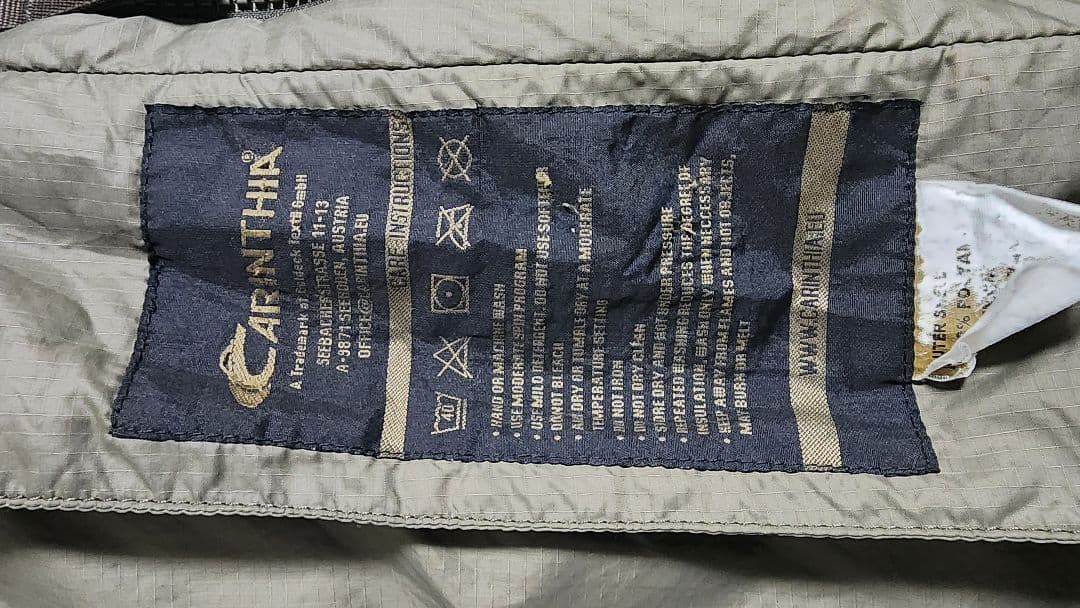 CARINTHIA®
A Trademark of Goldeck Textil GmbH
SEEBACHERSTRASSE 11-13
A-9871 SEEBODEN, AUSTRIA
OFFICE@CARINTHIA.EU
CARE INSTRUCTIONS
40
• HAND OR MACHINE WASH
• USE MODERATE SPIN PROGRAM
• USE MILD DETERGENT, DO NOT USE SOFTENER
• DO NOT BLEACH
• AIR DRY OR TUMBLE DRY AT A MODERATE
TEMPERATURE SETTING
• DO NOT IRON
• DO NOT DRY CLEAN
• STORE DRY AND NOT UNDER PRESSURE
• REPEATED WASHING REDUCES THE DEGREE OF
INSULATION, WASH ONLY WHEN NECCESSARY
• KEEP AWAY FROM FLAMES AND HOT OBJECTS,
MAY BURN OR MELT
WWW.CARINTHIA.EU